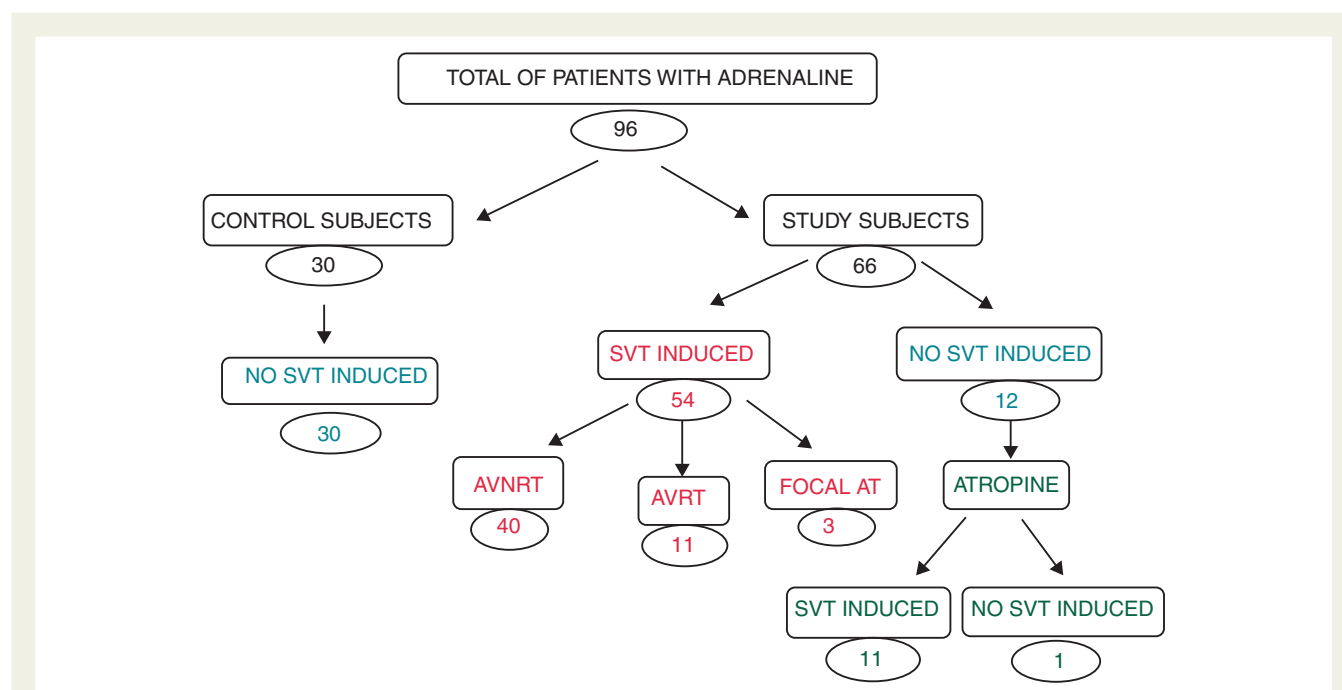 TOTAL OF PATIENTS WITH ADRENALINE
96
CONTROL SUBJECTS
30
STUDY SUBJECTS
66
NO SVT INDUCED
30
SVT INDUCED
54
NO SVT INDUCED
12
AVNRT
40
AVRT
11
FOCAL AT
3
ATROPINE
SVT INDUCED
11
NO SVT INDUCED
1